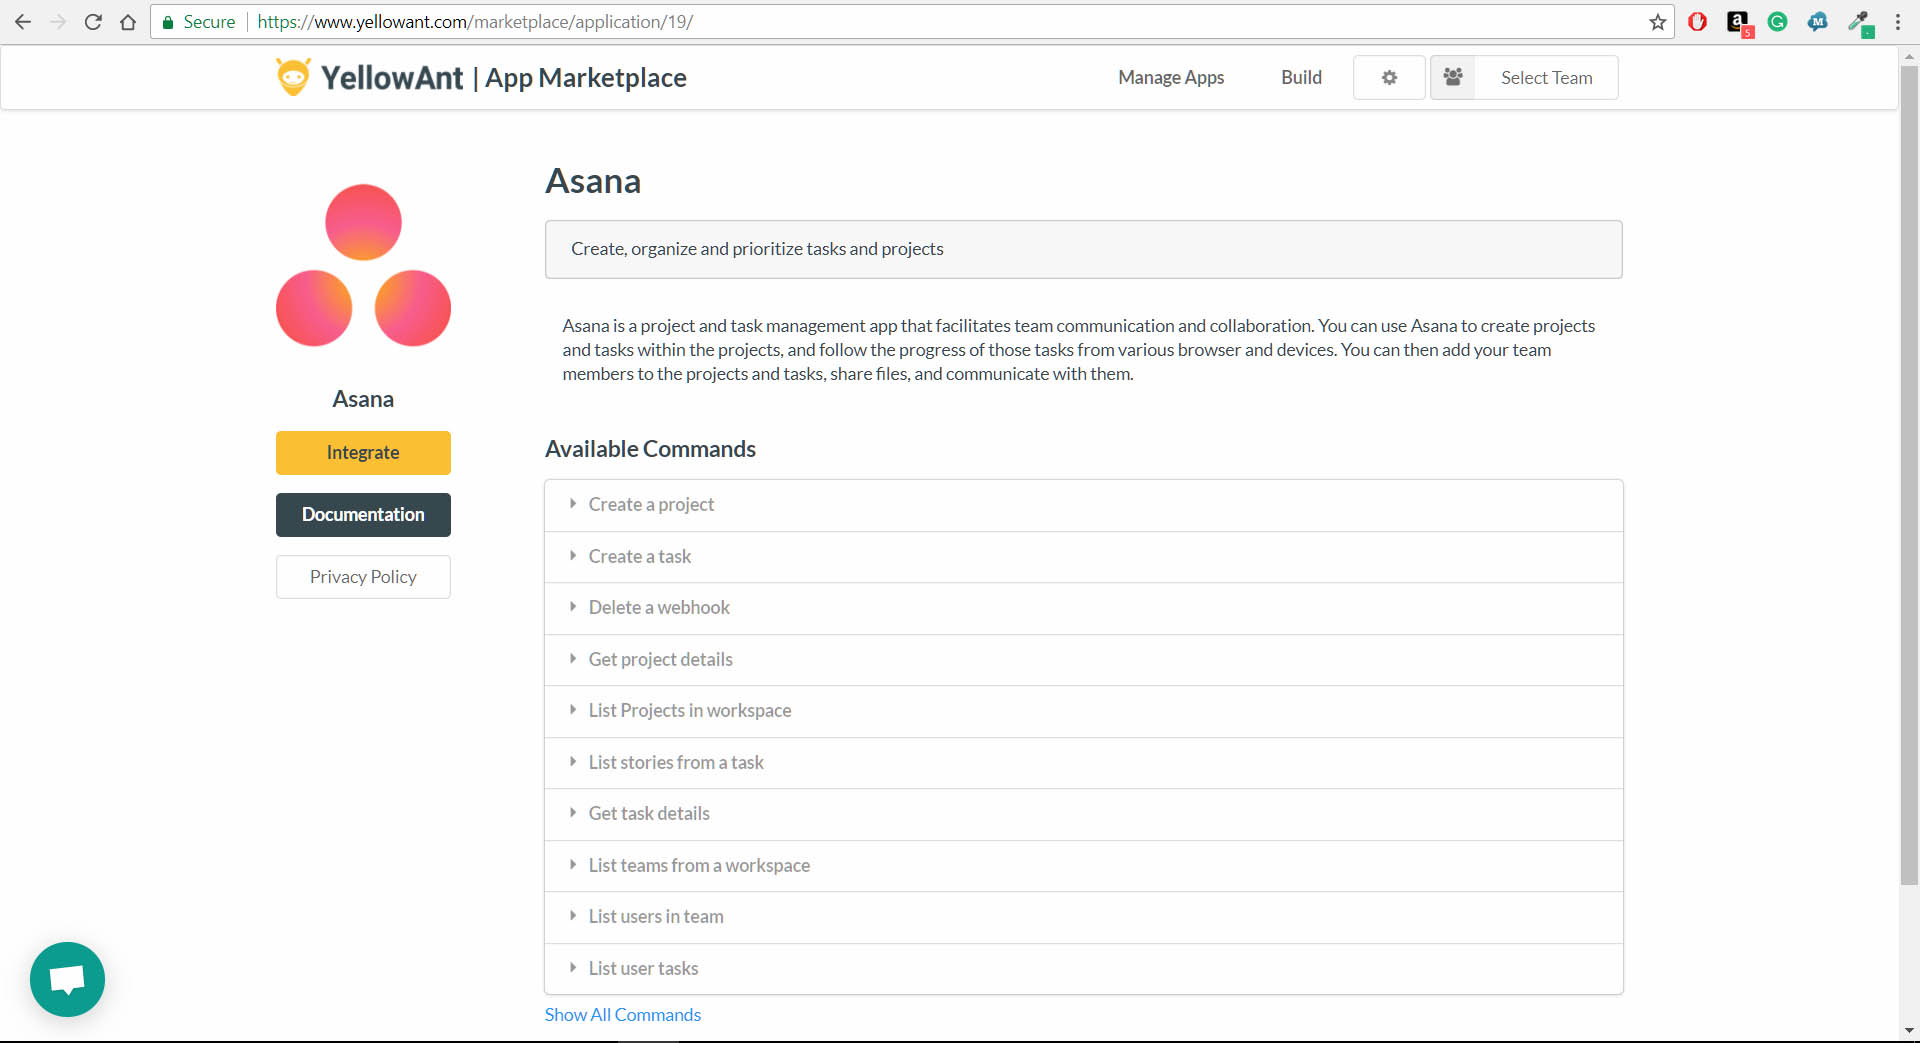 Secure https://www.yellowant.com/marketplace/application/19/
a 5 G M
YellowAnt | App Marketplace
Manage Apps Build Select Team
Asana
Create, organize and prioritize tasks and projects
Asana is a project and task management app that facilitates team communication and collaboration. You can use Asana to create projects
and tasks within the projects, and follow the progress of those tasks from various browser and devices. You can then add your team
members to the projects and tasks, share files, and communicate with them.
Asana
Integrate
Documentation
Privacy Policy
Available Commands
Create a project
Create a task
Delete a webhook
Get project details
List Projects in workspace
List stories from a task
Get task details
List teams from a workspace
List users in team
List user tasks
Show All Commands